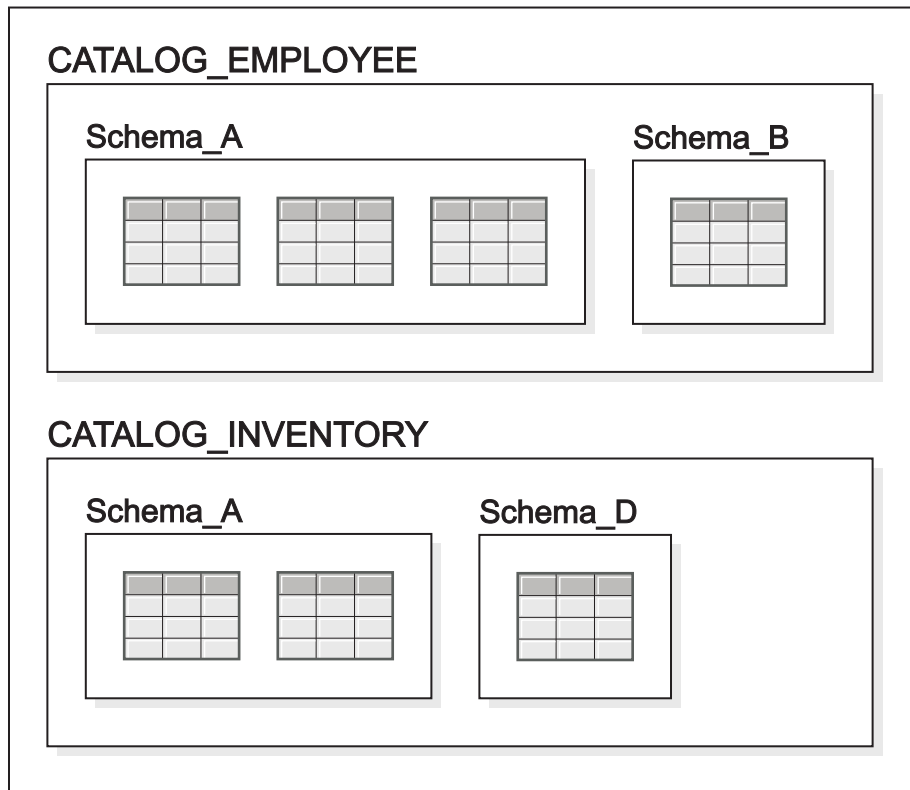 CATALOG_EMPLOYEE
Schema_A
Schema_B
CATALOG_INVENTORY
Schema_A
Schema_D